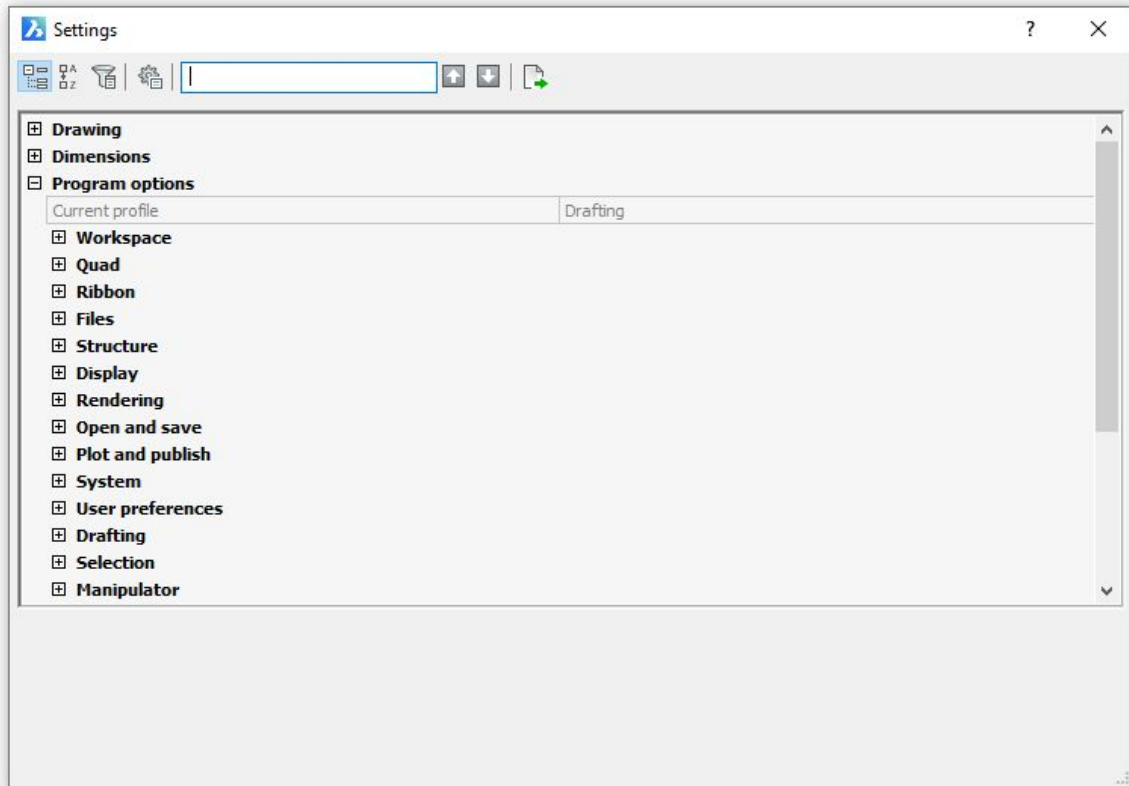 Settings
Drawing
Dimensions
Program options
Current profile Drafting
Workspace
Quad
Ribbon
Files
Structure
Display
Rendering
Open and save
Plot and publish
System
User preferences
Drafting
Selection
Manipulator